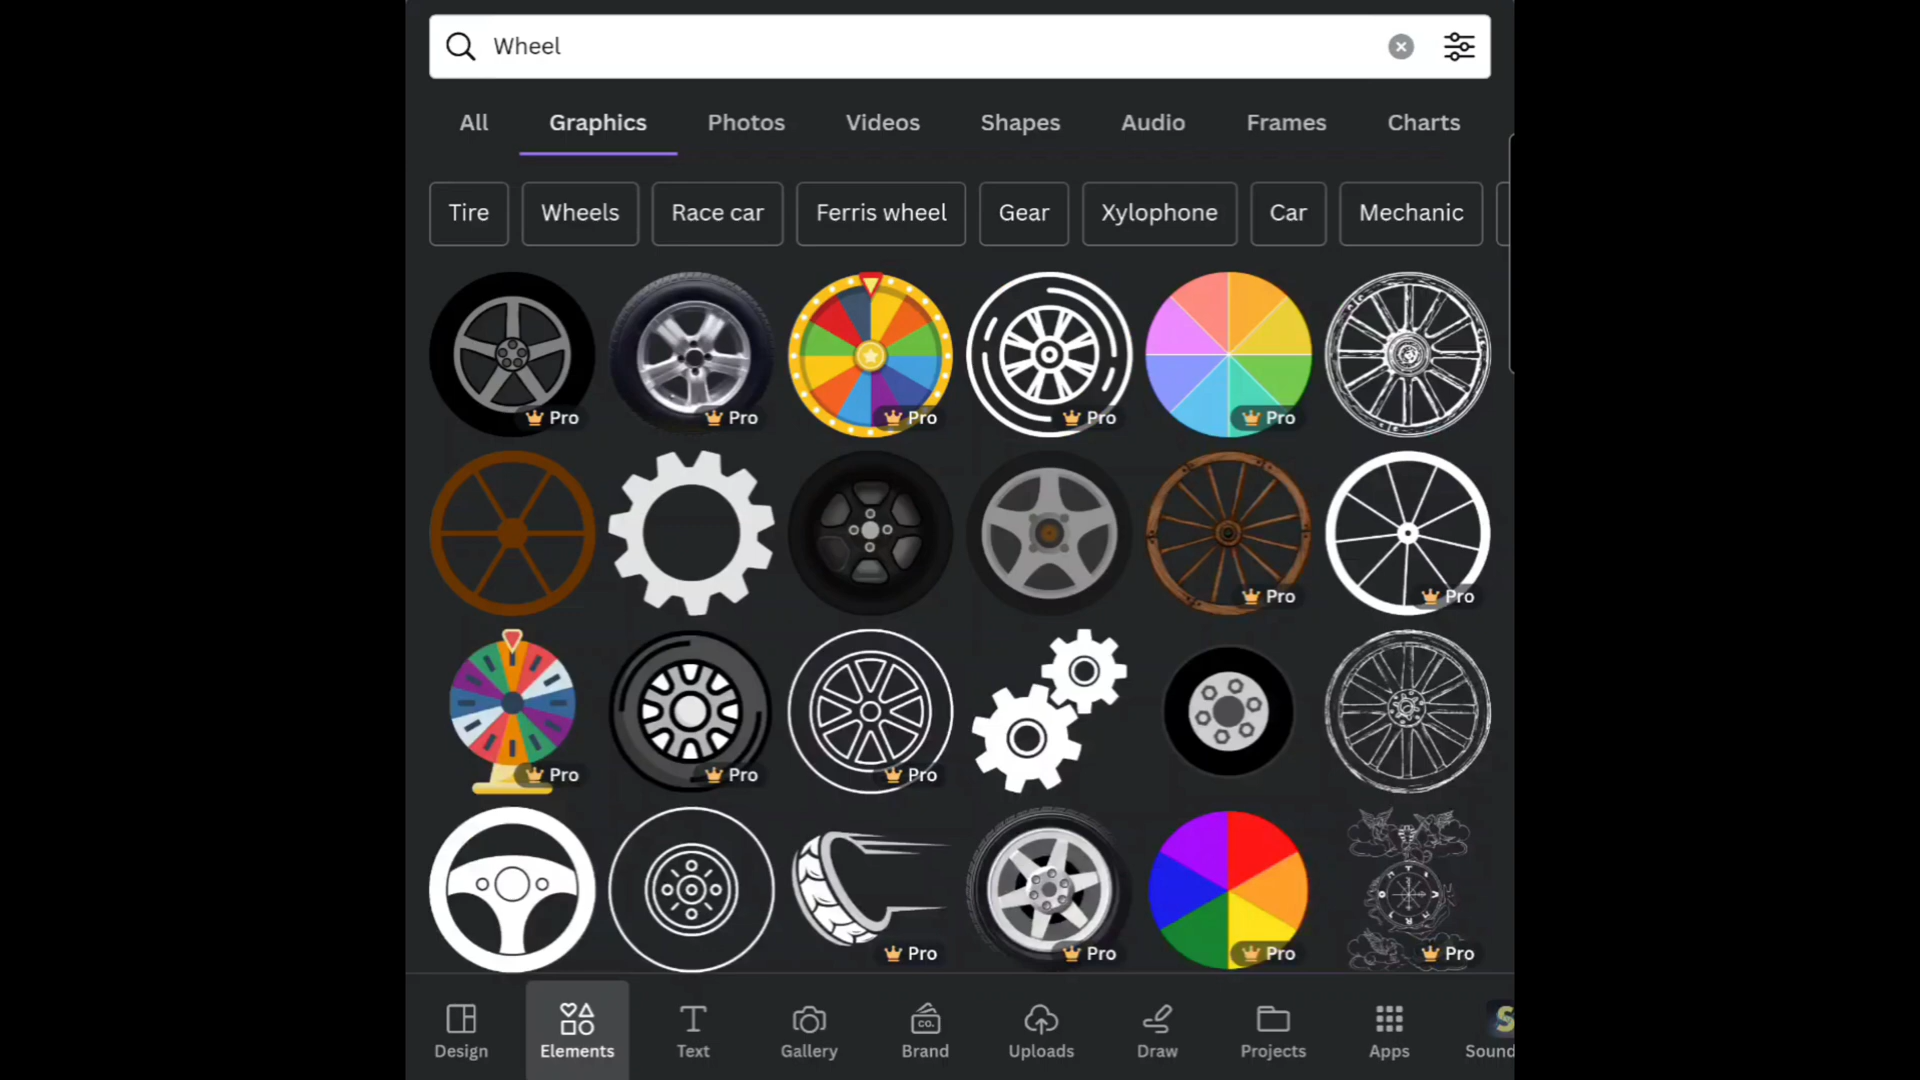 Wheel
All Graphics Photos Videos Shapes Audio Frames Charts
Tire Wheels Race car Ferris wheel Gear Xylophone Car Mechanic
Pro Pro Pro Pro Pro
Pro Pro
Pro Pro Pro
Pro Pro Pro Pro
CO.
Design Elements Text Gallery Brand Uploads Draw Projects Apps Sound